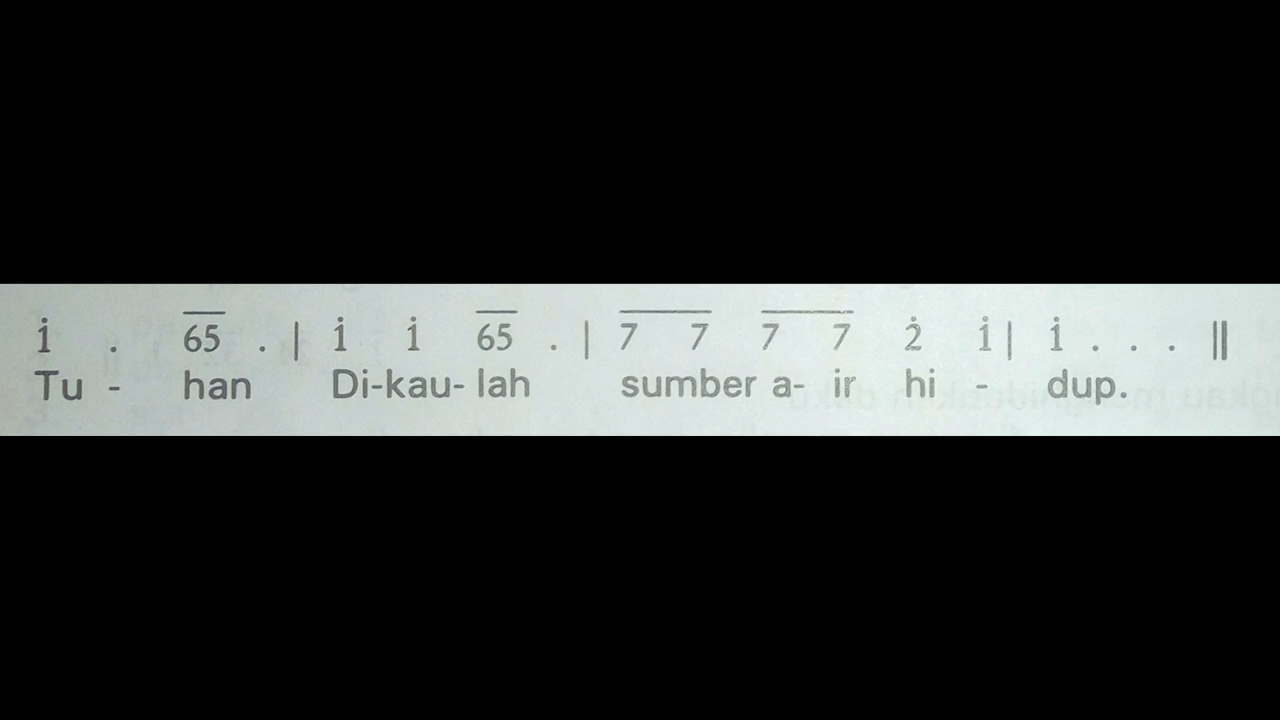 i̇ . 65 . | i̇ i̇ 65 . | 7 7 7 7 2̇ i̇ | i̇ . . . ‖
Tu - han Di-kau- lah sumber a- ir hi - dup.